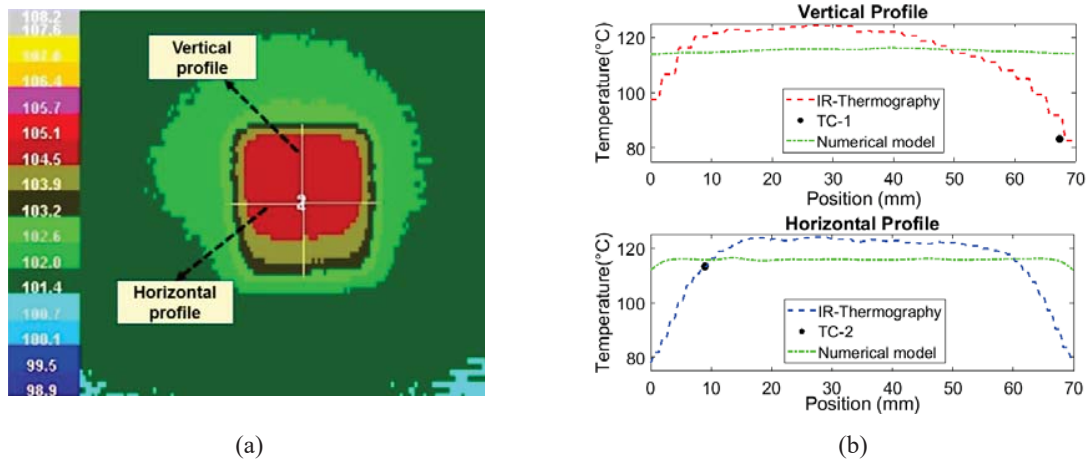 108.2
107.6
107.0
106.4
105.7
105.1
104.5
103.9
103.2
102.6
102.0
101.4
100.7
100.1
99.5
98.9
Vertical
profile
Horizontal
profile
(a)
Vertical Profile
Temperature(°C)
120
100
80
IR-Thermography
TC-1
Numerical model
0 10 20 30 40 50 60 70
Position (mm)
Horizontal Profile
Temperature(°C)
120
100
80
IR-Thermography
TC-2
Numerical model
0 10 20 30 40 50 60 70
Position (mm)
(b)